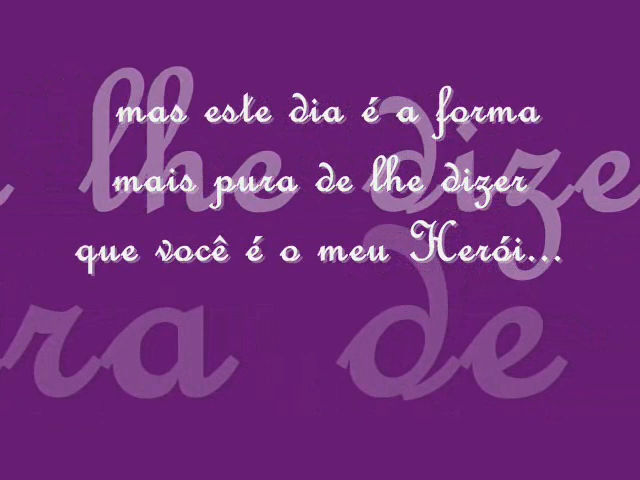 mas este dia é a forma
mais pura de lhe dizer
que você é o meu Herói...
lhe dize
ra de